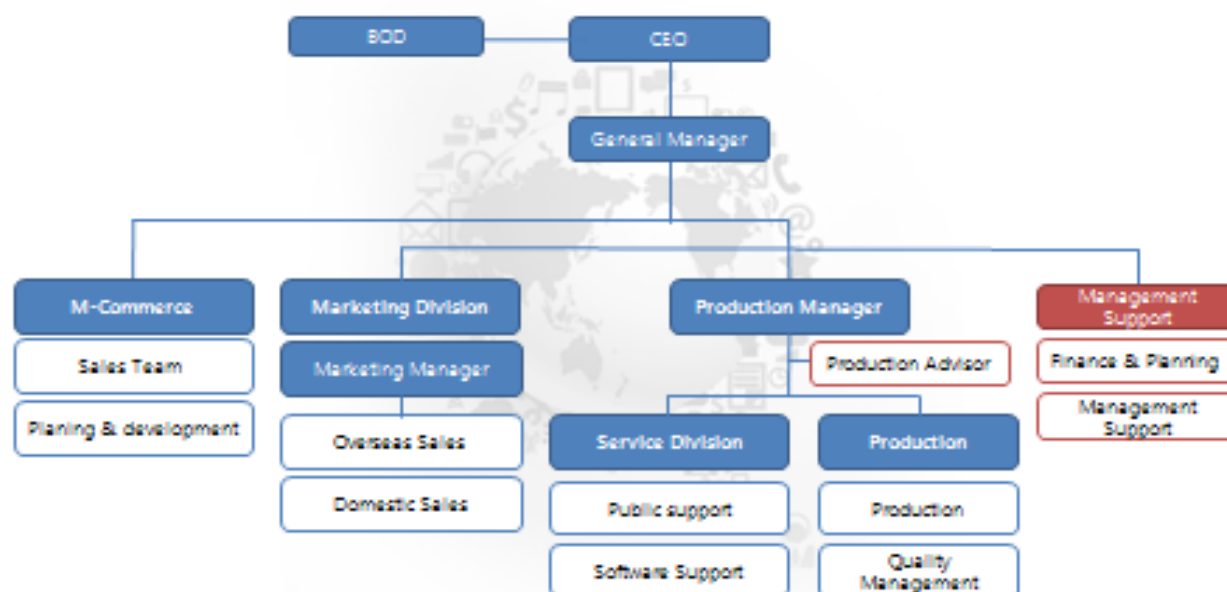 BOD
CEO
General Manager
M-Commerce
Sales Team
Planing & development
Marketing Division
Marketing Manager
Overseas Sales
Domestic Sales
Production Manager
Production Advisor
Service Division
Public support
Software Support
Production
Production
Quality
Management
Management
Support
Finance & Planning
Management
Support